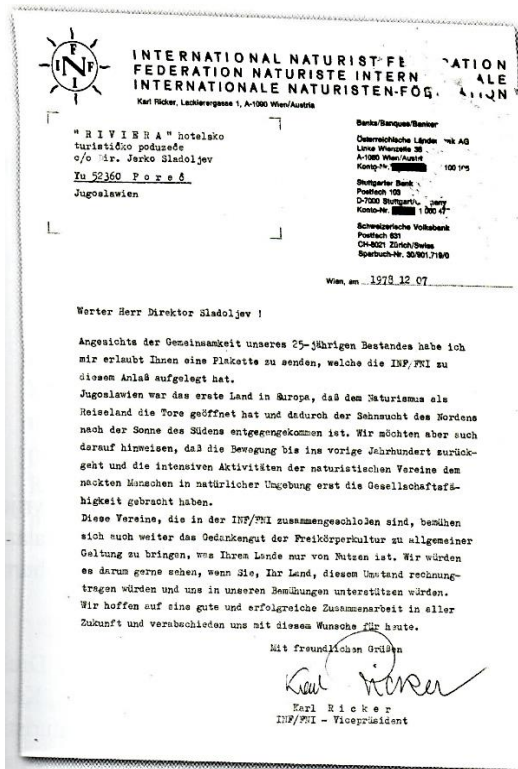 INF FNI
INTERNATIONAL NATURIST ATION
FEDERATION NATURISTE INTERN ALE
INTERNATIONALE NATURISTEN-FÖ
Karl Ricker, Lackierergasse 1, A-1090 Wien/Austria
"RIVIERA" hotelsko
turističko poduzeće
c/o Dir. Jerko Sladoljev
Yu 52360 Poreč
Jugoslawien
Banks/Banques/Banker
Österreichische AG
Linke Wienzeile
Konto-Nr.
Stuttgarter Bank
Postfach 103
D-7000 Stuttgart
Konto-Nr.
Schweizerische Volksbank
Postfach 631
CH-8021 Zürich/Swiss
Sparbuch-Nr. 30/901.719/0
Wien, am 1978 12 07
Werter Herr Direktor Sladoljev !
Angesichts der Gemeinsamkeit unseres 25-jährigen Bestandes habe ich
mir erlaubt Ihnen eine Plakette zu senden, welche die INF/FNI zu
diesem Anlaß aufgelegt hat.
Jugoslawien war das erste Land in Europa, daß dem Naturismus als
Reiseland die Tore geöffnet hat und dadurch der Sehnsucht des Nordens
nach der Sonne des Südens entgegengekommen ist. Wir möchten aber auch
darauf hinweisen, daß die Bewegung bis ins vorige Jahrhundert zurück-
geht und die intensiven Aktivitäten der naturistischen Vereine dem
nackten Menschen in natürlicher Umgebung erst die Gesellschaftsfä-
higkeit gebracht haben.
Diese Vereine, die in der INF/FNI zusammengeschloßen sind, bemühen
sich auch weiter das Gedankengut der Freikörperkultur zu allgemeiner
Geltung zu bringen, was Ihrem Lande nur von Nutzen ist. Wir würden
es darum gerne sehen, wenn Sie, Ihr Land, diesem Umstand rechnung-
tragen würden und uns in unseren Bemühungen unterstützen würden.
Wir hoffen auf eine gute und erfolgreiche Zusammenarbeit in aller
Zukunft und verabschieden uns mit diesem Wunsche für heute.
Mit freundlichen Grüßen
Karl Ricker
Karl Ricker
INF/FNI - Vicepräsident